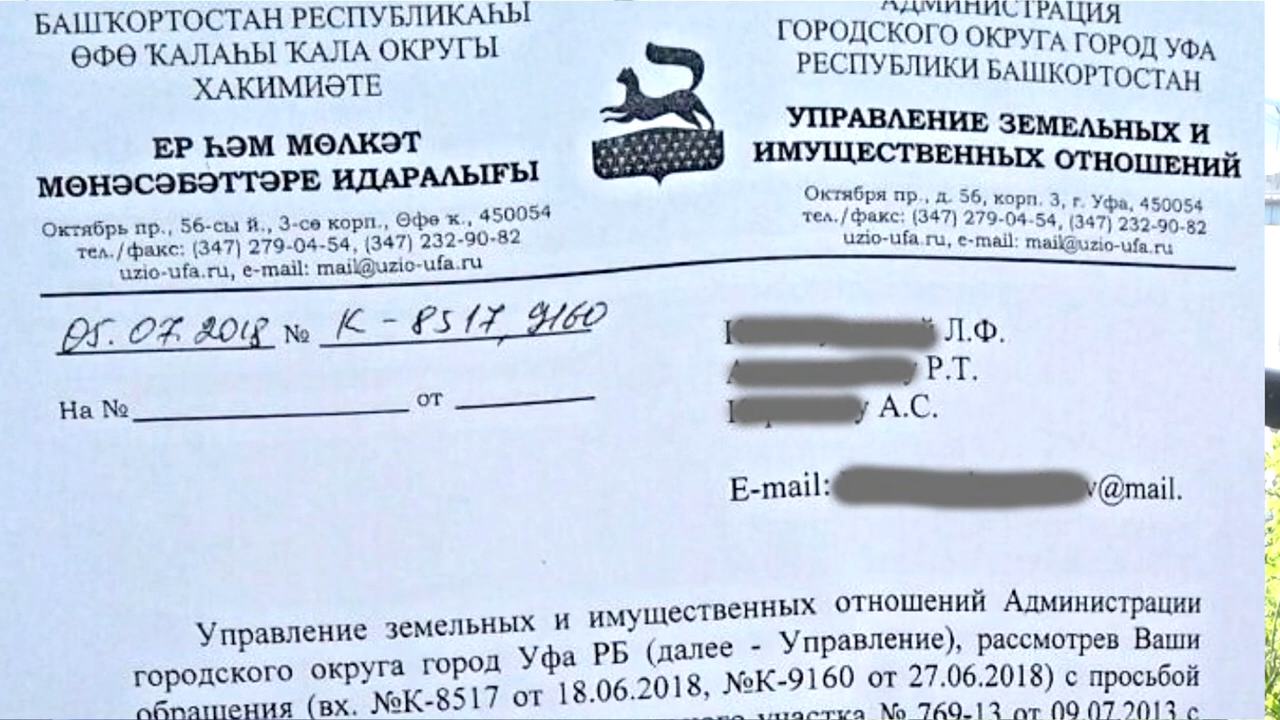 БАШҠОРТОСТАН РЕСПУБЛИКАҺЫ
ӨФӨ ҠАЛАҺЫ ҠАЛА ОКРУГЫ
ХАКИМИӘТЕ
ЕР ҺӘМ МӨЛКӘТ
МӨНӘСӘБӘТТӘРЕ ИДАРАЛЫҒЫ
Октябрь пр., 56-сы й., 3-сө корп., Өфө ҡ., 450054
тел./факс: (347) 279-04-54, (347) 232-90-82
uzio-ufa.ru, e-mail: mail@uzio-ufa.ru
АДМИНИСТРАЦИЯ
ГОРОДСКОГО ОКРУГА ГОРОД УФА
РЕСПУБЛИКИ БАШКОРТОСТАН
УПРАВЛЕНИЕ ЗЕМЕЛЬНЫХ И
ИМУЩЕСТВЕННЫХ ОТНОШЕНИЙ
Октября пр., д. 56, корп. 3, г. Уфа, 450054
тел./факс: (347) 279-04-54, (347) 232-90-82
uzio-ufa.ru, e-mail: mail@uzio-ufa.ru
05.07.2018 № К-8517, 9160
На № от
Л.Ф.
Р.Т.
А.С.
E-mail: v@mail.
Управление земельных и имущественных отношений Администрации
городского округа город Уфа РБ (далее - Управление), рассмотрев Ваши
обращения (вх. №К-8517 от 18.06.2018, №К-9160 от 27.06.2018) с просьбой
участка № 769-13 от 09.07.2013 с